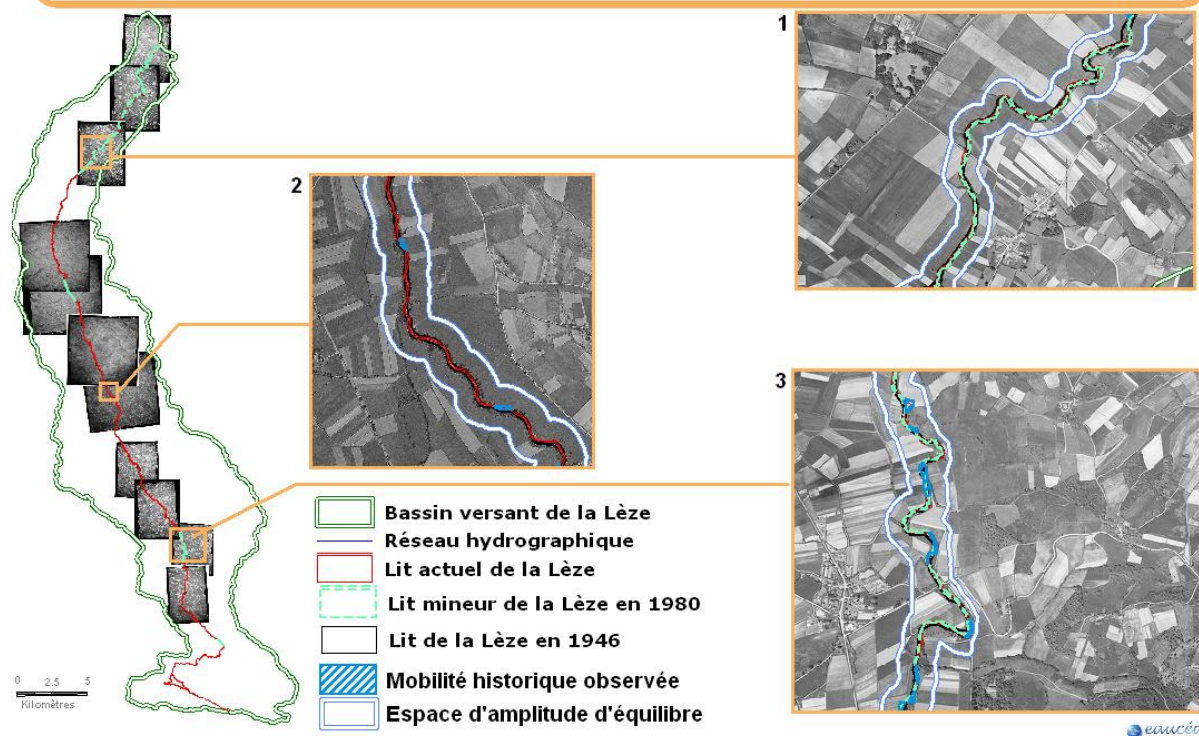 1
2
3
Bassin versant de la Lèze
Réseau hydrographique
Lit actuel de la Lèze
Lit mineur de la Lèze en 1980
Lit de la Lèze en 1946
Mobilité historique observée
Espace d'amplitude d'équilibre
0 2.5 5
Kilomètres
eaucéa